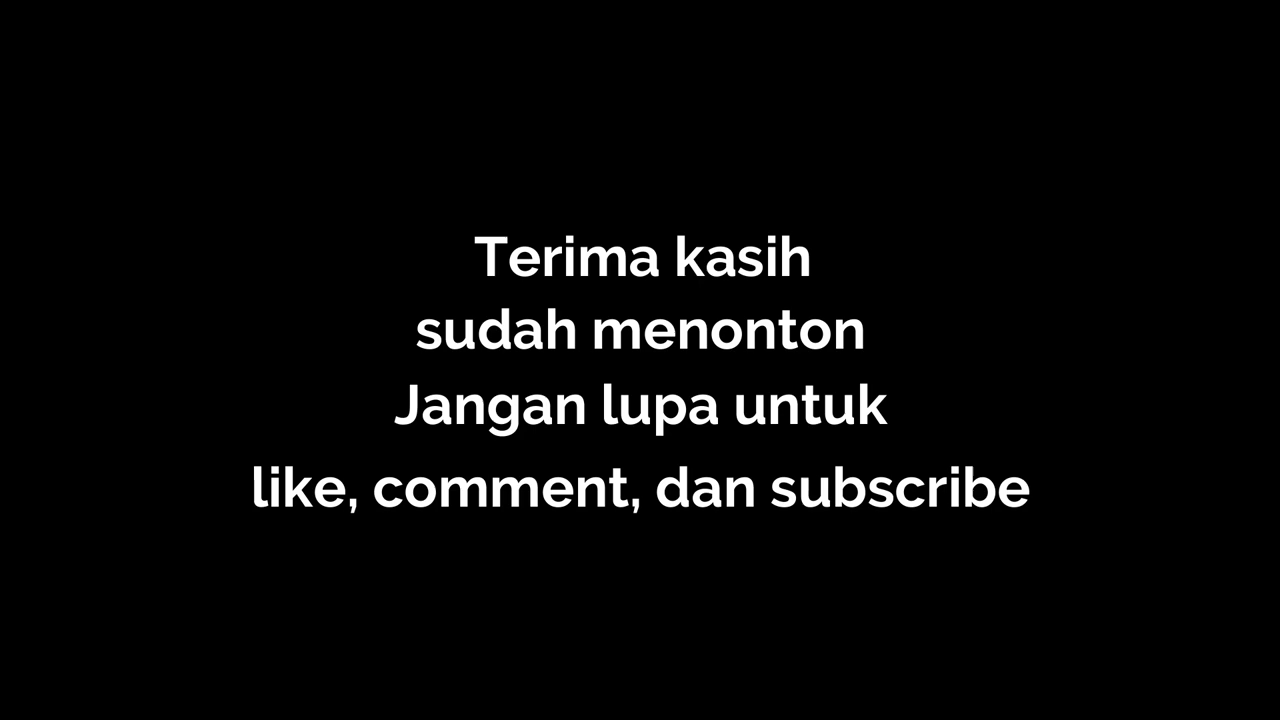 Terima kasih
sudah menonton
Jangan lupa untuk
like, comment, dan subscribe